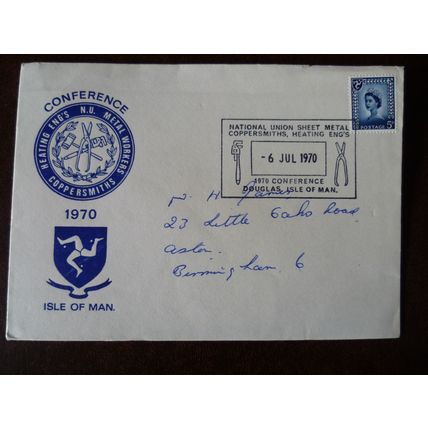 CONFERENCE
HEATING ENG'S N.U. METAL WORKERS
COPPERSMITHS
1970
ISLE OF MAN.
NATIONAL UNION SHEET METAL
COPPERSMITHS, HEATING ENG'S
- 6 JUL 1970
1970 CONFERENCE
DOUGLAS, ISLE OF MAN.
POSTAGE
H
23 Little Oaks Road
Aston
Birmingham 6